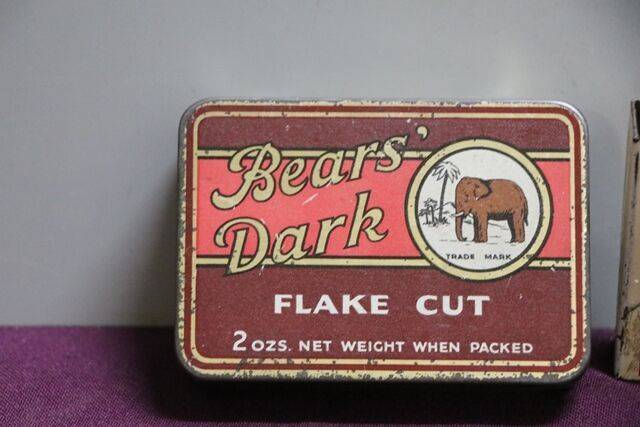 Bears'
Dark
TRADE MARK
FLAKE CUT
2 OZS. NET WEIGHT WHEN PACKED